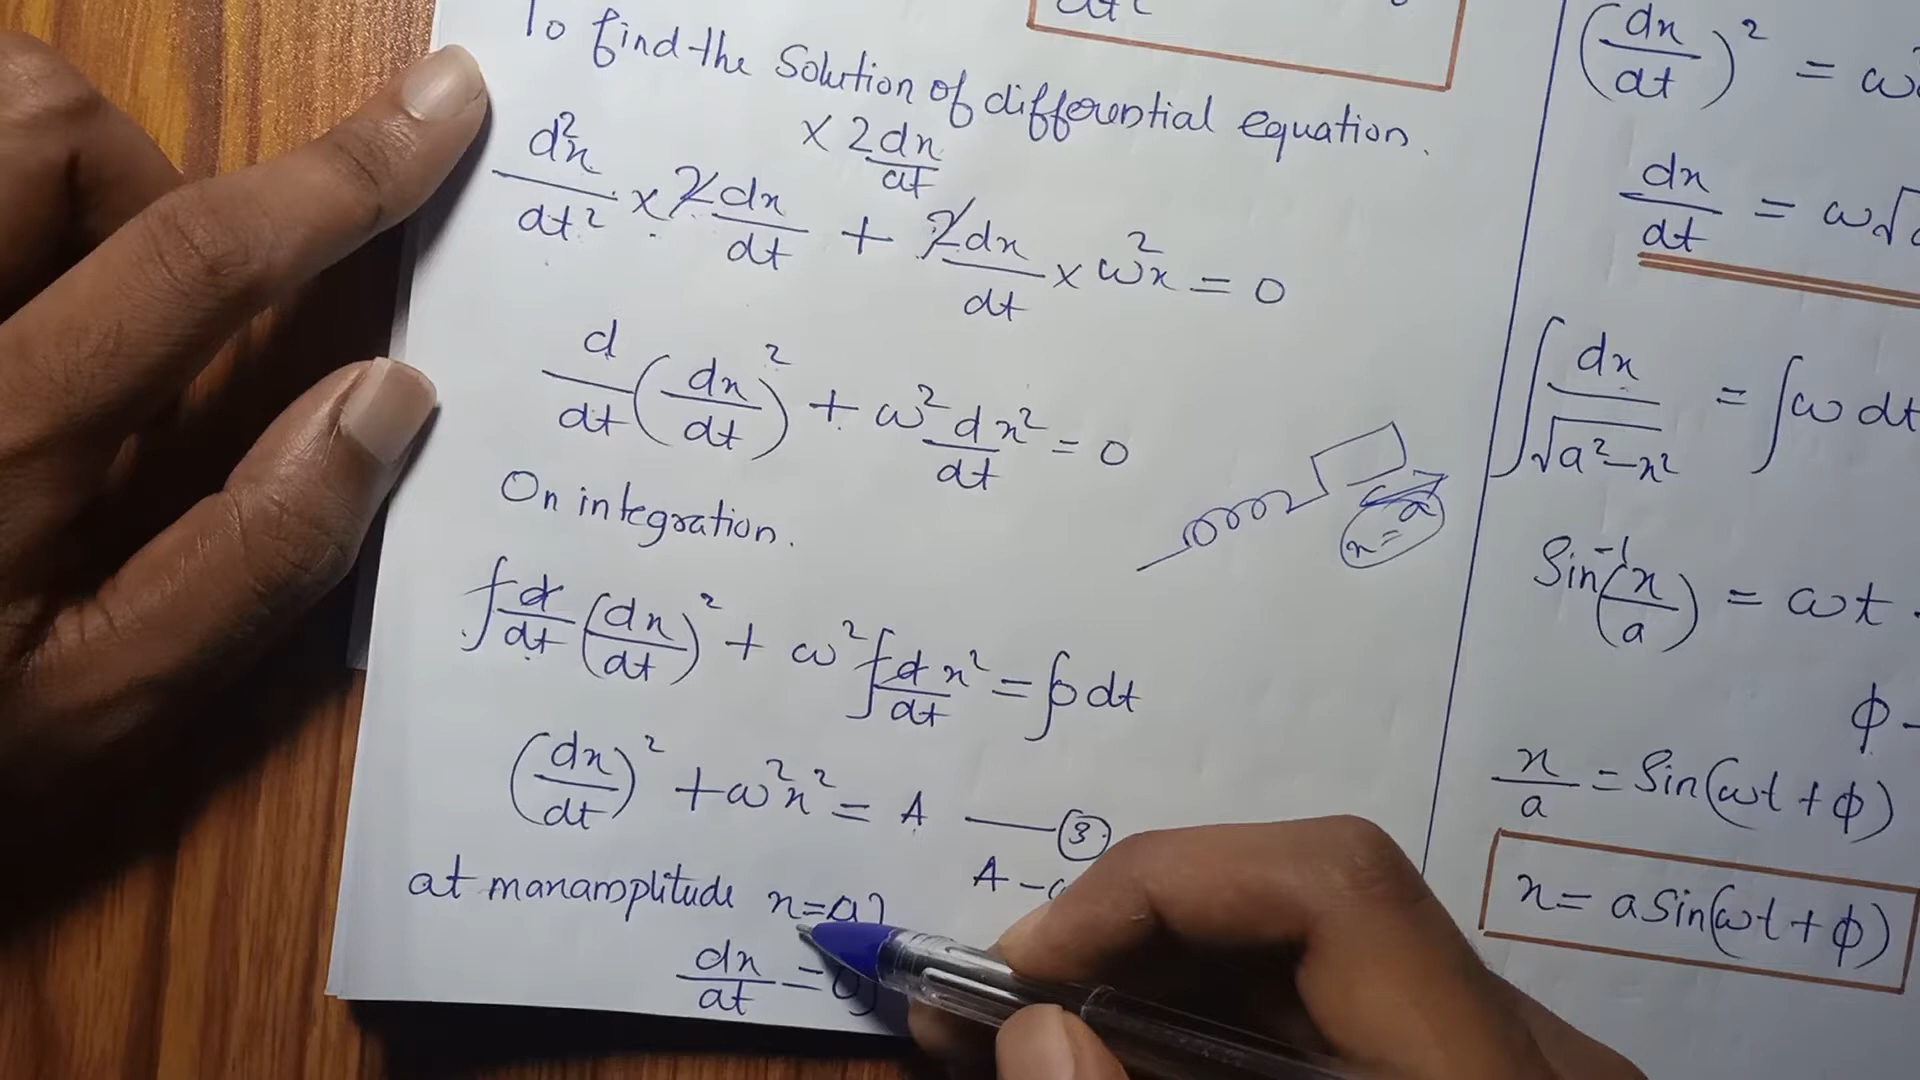 To find the Solution of differential equation.
× 2dx/dt
d²x/dt² × 2dx/dt + 2dx/dt × ω²x = 0
d/dt(dx/dt)² + ω² d x²/dt = 0
On integration.
∫d/dt(dx/dt)² + ω²∫d x²/dt = ∫0 dt
(dx/dt)² + ω²x² = A —— ③
A –
at manamplitude x=a
dx/dt = 0
x=a
(dx/dt)² = ω
dx/dt = ω√
∫dx/√a²–x² = ∫ω dt
Sin⁻¹(x/a) = ωt
ϕ –
x/a = Sin(ωt + ϕ)
x = a Sin(ωt + ϕ)